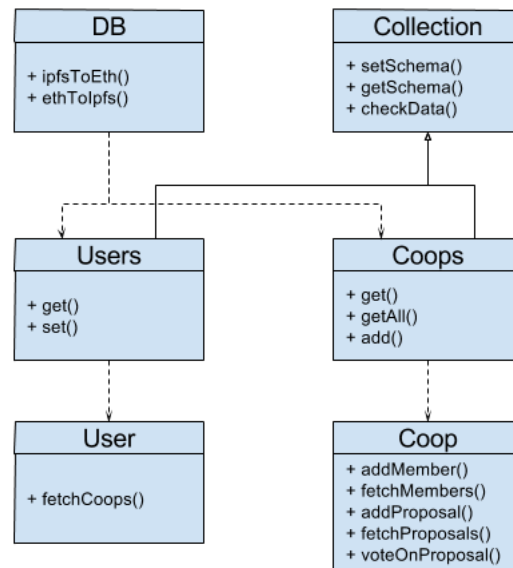 DB
+ ipfsToEth()
+ ethToIpfs()
Collection
+ setSchema()
+ getSchema()
+ checkData()
Users
+ get()
+ set()
Coops
+ get()
+ getAll()
+ add()
User
+ fetchCoops()
Coop
+ addMember()
+ fetchMembers()
+ addProposal()
+ fetchProposals()
+ voteOnProposal()